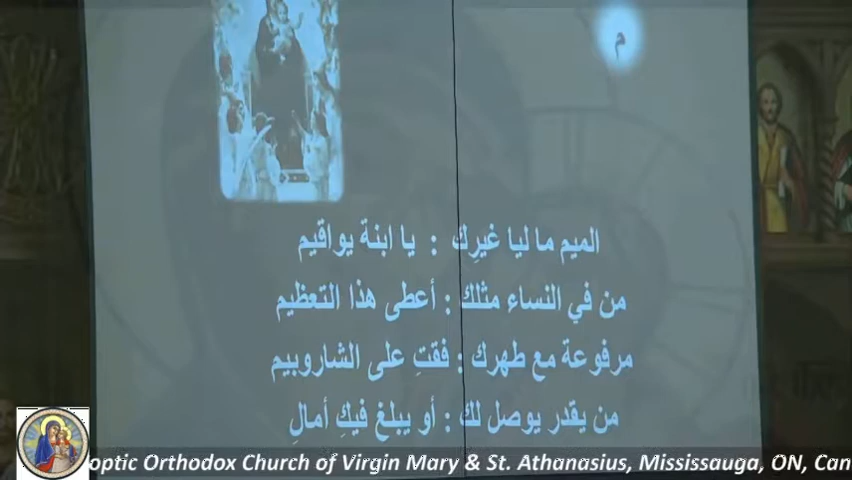 م
الميم ما ليا غيرِك : يا ابنة يواقيم
من في النساء مثلك : أعطى هذا التعظيم
مرفوعة مع طهرك : فقتِ على الشاروبيم
من يقدر يوصل لك : أو يبلغ فيكِ أمالِ
optic Orthodox Church of Virgin Mary & St. Athanasius, Mississauga, ON, Can